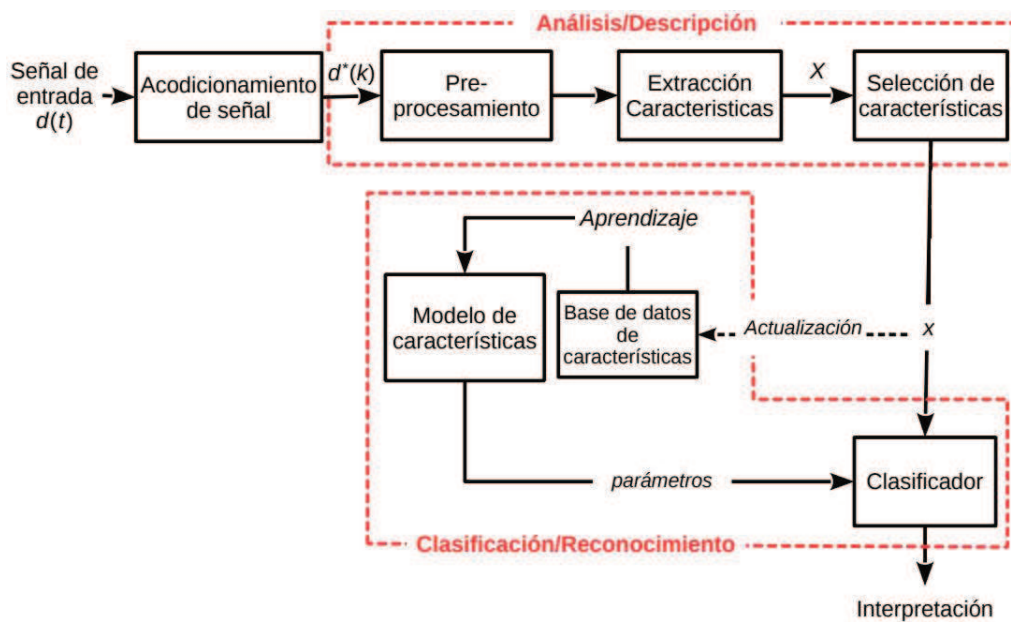 Análisis/Descripción
Señal de
entrada
d(t)
Acodicionamiento
de señal
d*(k)
Pre-
procesamiento
Extracción
Caracteristicas
X
Selección de
características
Aprendizaje
Modelo de
características
Base de datos
de
características
Actualización
x
parámetros
Clasificador
Clasificación/Reconocimiento
Interpretación